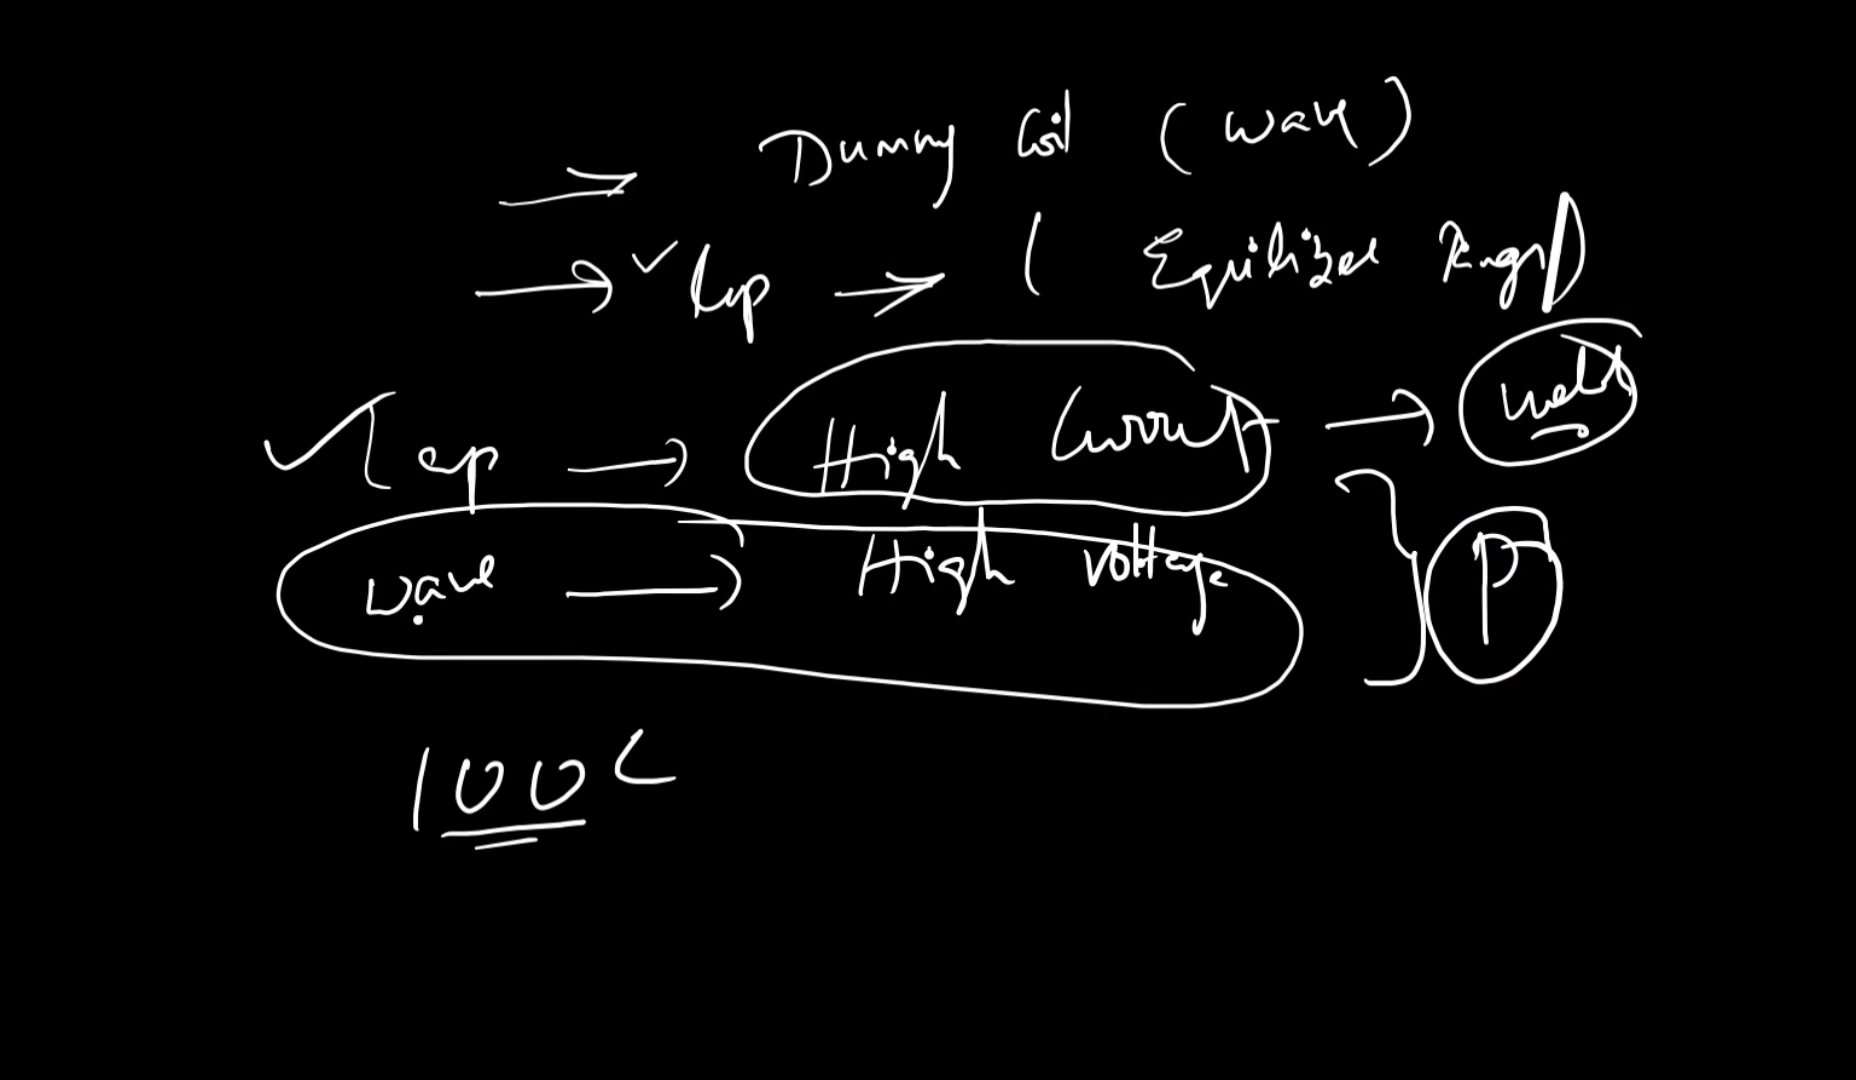 → Dummy Coil (wave)
→ ✓ Lap → (Equilizer Rings)
✓ Lap → High Current → weld
wave → High voltage } P
100 C